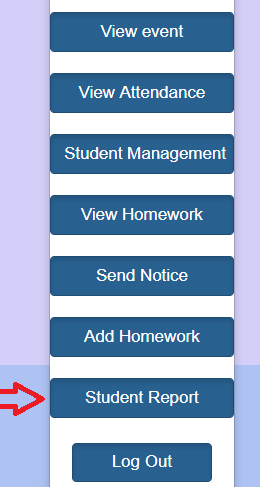 View event
View Attendance
Student Management
View Homework
Send Notice
Add Homework
Student Report
Log Out